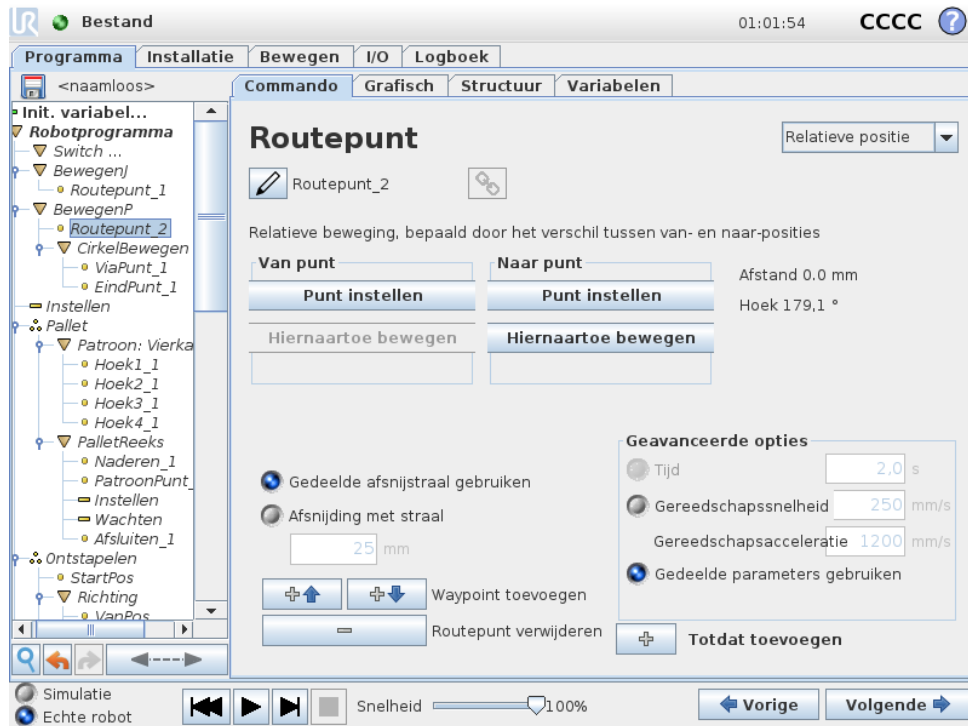 UR Bestand 01:01:54 CCCC ?
Programma Installatie Bewegen I/O Logboek
<naamloos>
Commando Grafisch Structuur Variabelen
Init. variabel...
Robotprogramma
Switch ...
BewegenJ
Routepunt_1
BewegenP
Routepunt_2
CirkelBewegen
ViaPunt_1
EindPunt_1
Instellen
Pallet
Patroon: Vierka
Hoek1_1
Hoek2_1
Hoek3_1
Hoek4_1
PalletReeks
Naderen_1
PatroonPunt_
Instellen
Wachten
Afsluiten_1
Ontstapelen
StartPos
Richting
VanPos
Routepunt
Relatieve positie
Routepunt_2
Relatieve beweging, bepaald door het verschil tussen van- en naar-posities
Van punt
Punt instellen
Hiernaartoe bewegen
Naar punt
Punt instellen
Hiernaartoe bewegen
Afstand 0.0 mm
Hoek 179,1 °
Gedeelde afsnijstraal gebruiken
Afsnijding met straal
25 mm
Waypoint toevoegen
Routepunt verwijderen
Geavanceerde opties
Tijd 2,0 s
Gereedschapssnelheid 250 mm/s
Gereedschapsacceleratie 1200 mm/s
Gedeelde parameters gebruiken
Totdat toevoegen
Simulatie
Echte robot
Snelheid 100%
Vorige Volgende